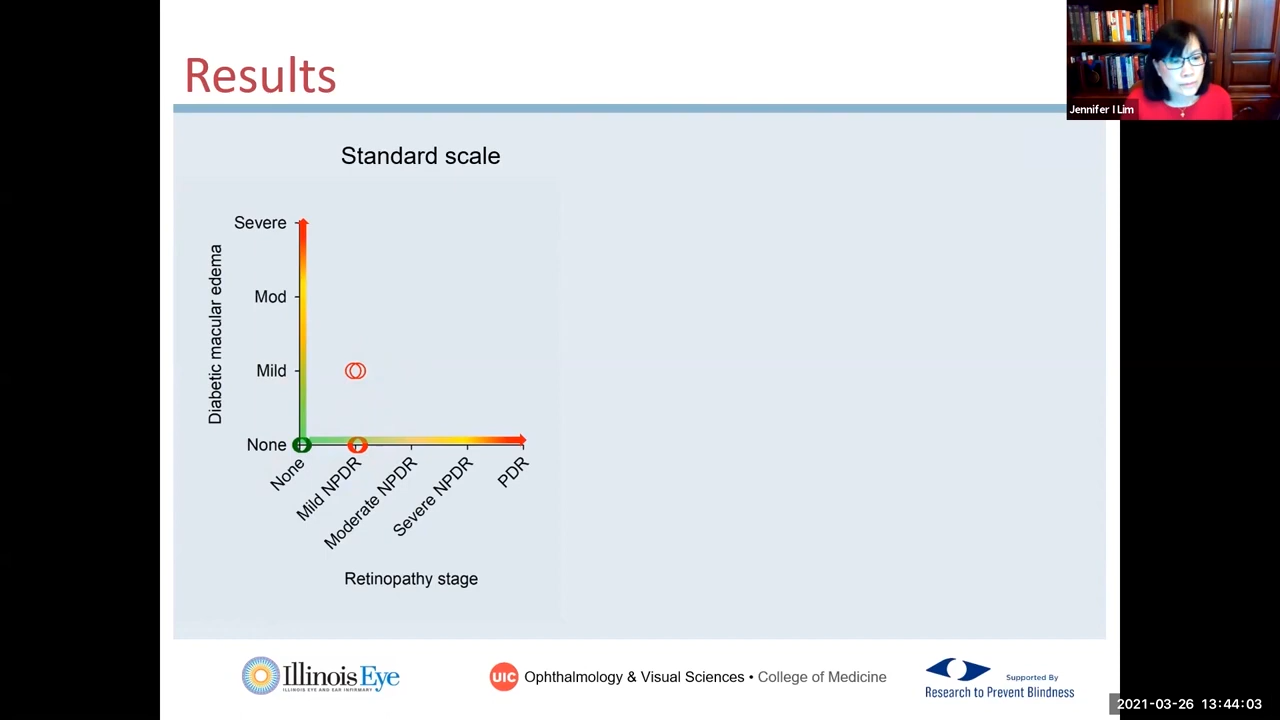 Results
Jennifer I Lim
Standard scale
Severe
Mod
Mild
None
Diabetic macular edema
None
Mild NPDR
Moderate NPDR
Severe NPDR
PDR
Retinopathy stage
Illinois Eye
ILLINOIS EYE AND EAR INFIRMARY
UIC
Ophthalmology & Visual Sciences • College of Medicine
Supported By
Research to Prevent Blindness
2021-03-26 13:44:03